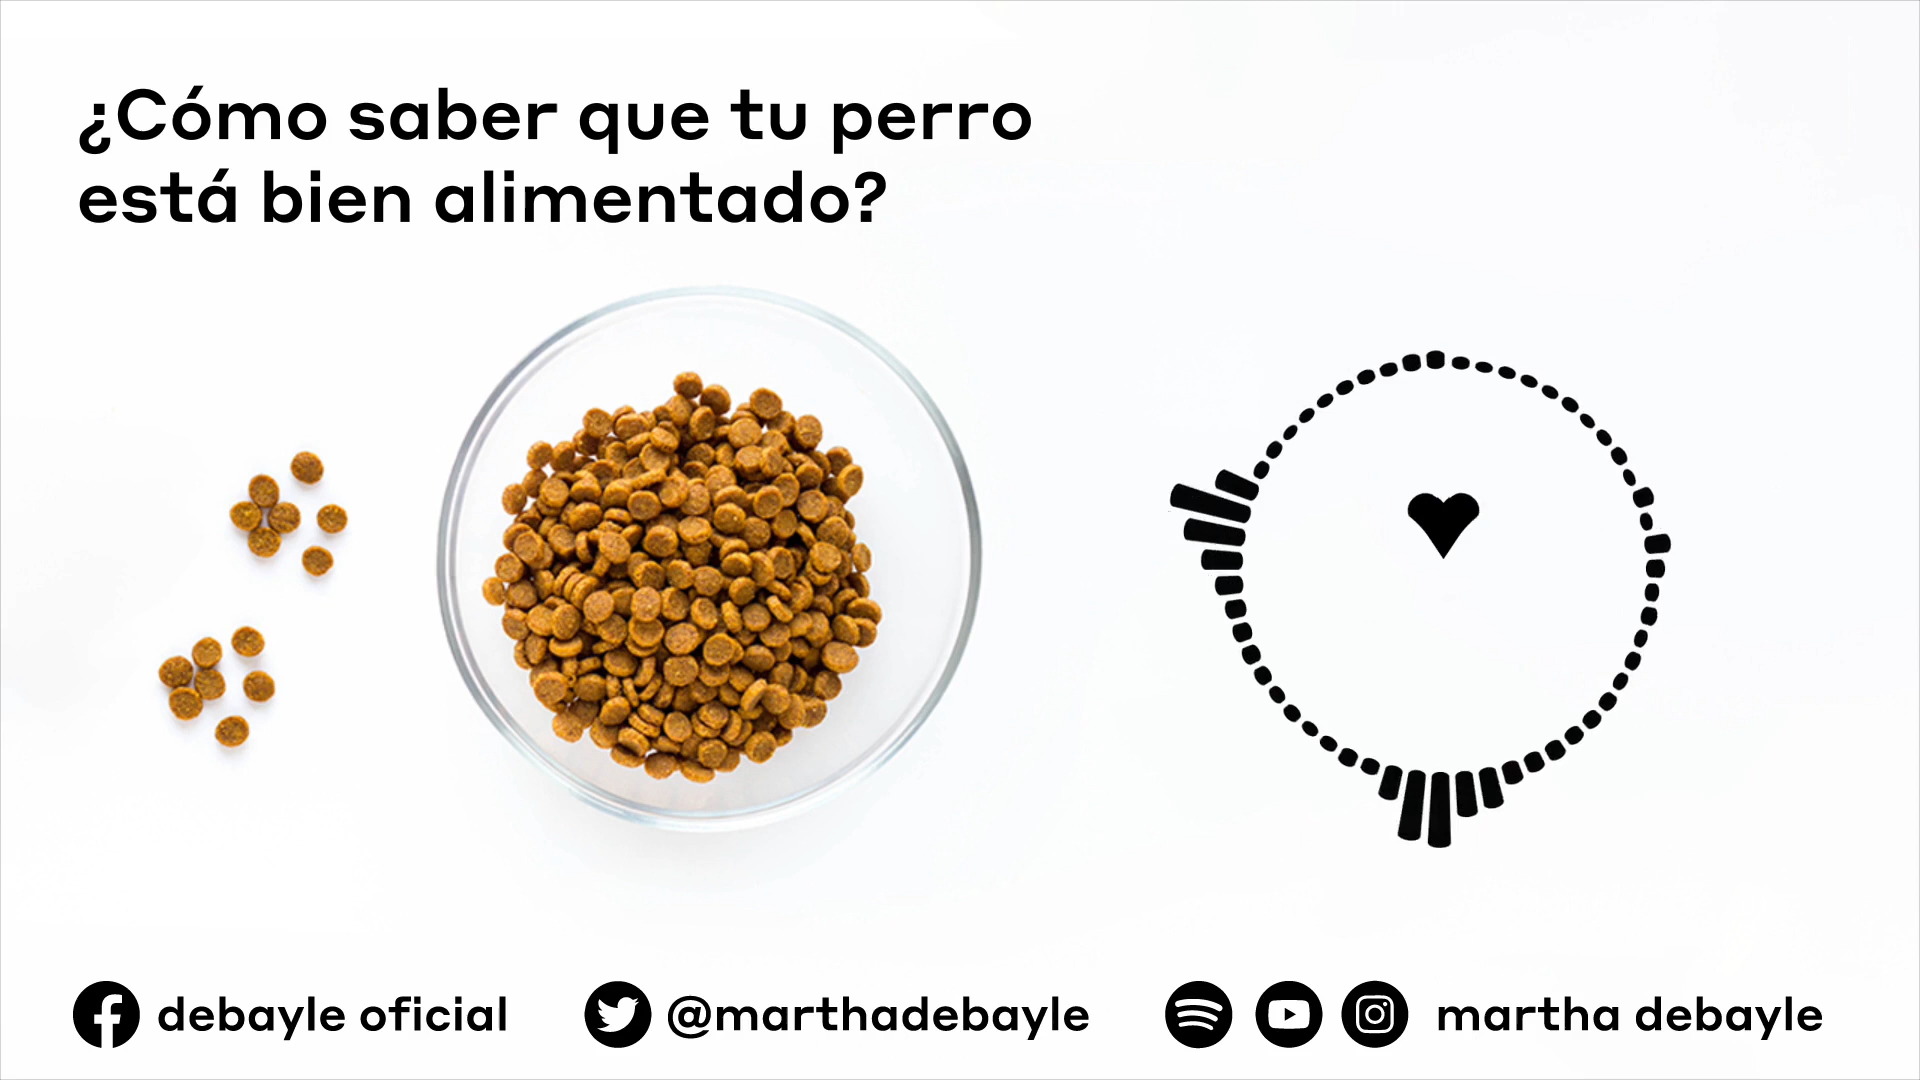 ¿Cómo saber que tu perro
está bien alimentado?
debayle oficial
@marthadebayle
martha debayle